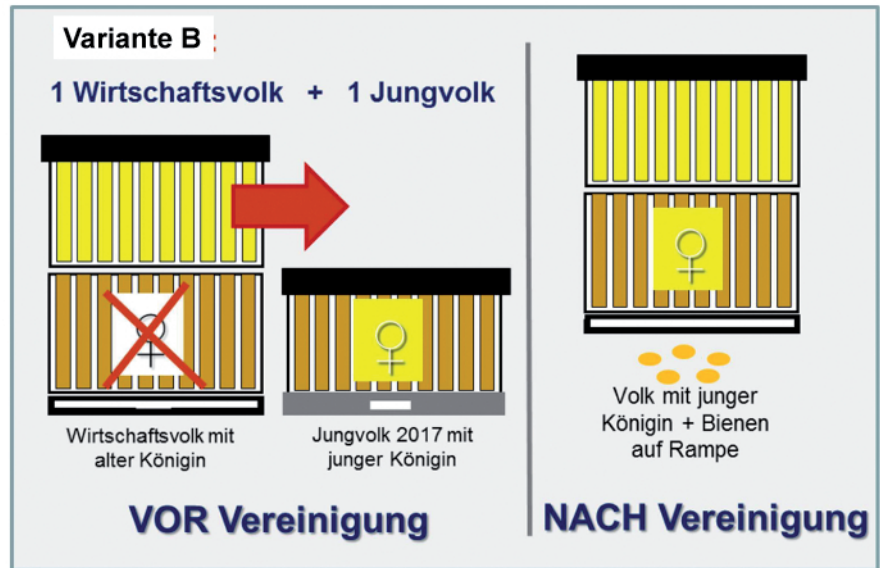 Variante B :
1 Wirtschaftsvolk + 1 Jungvolk
Wirtschaftsvolk mit
alter Königin
Jungvolk 2017 mit
junger Königin
VOR Vereinigung
Volk mit junger
Königin + Bienen
auf Rampe
NACH Vereinigung